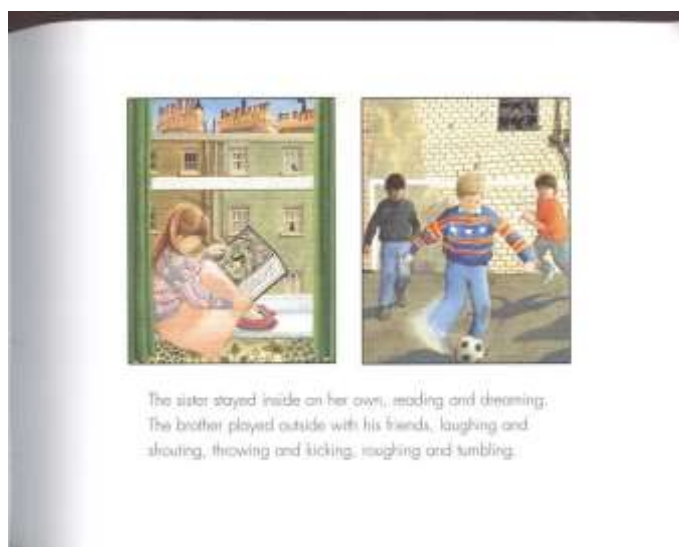 The sister stayed inside on her own, reading and dreaming.
The brother played outside with his friends, laughing and
shouting, throwing and kicking, roughing and tumbling.